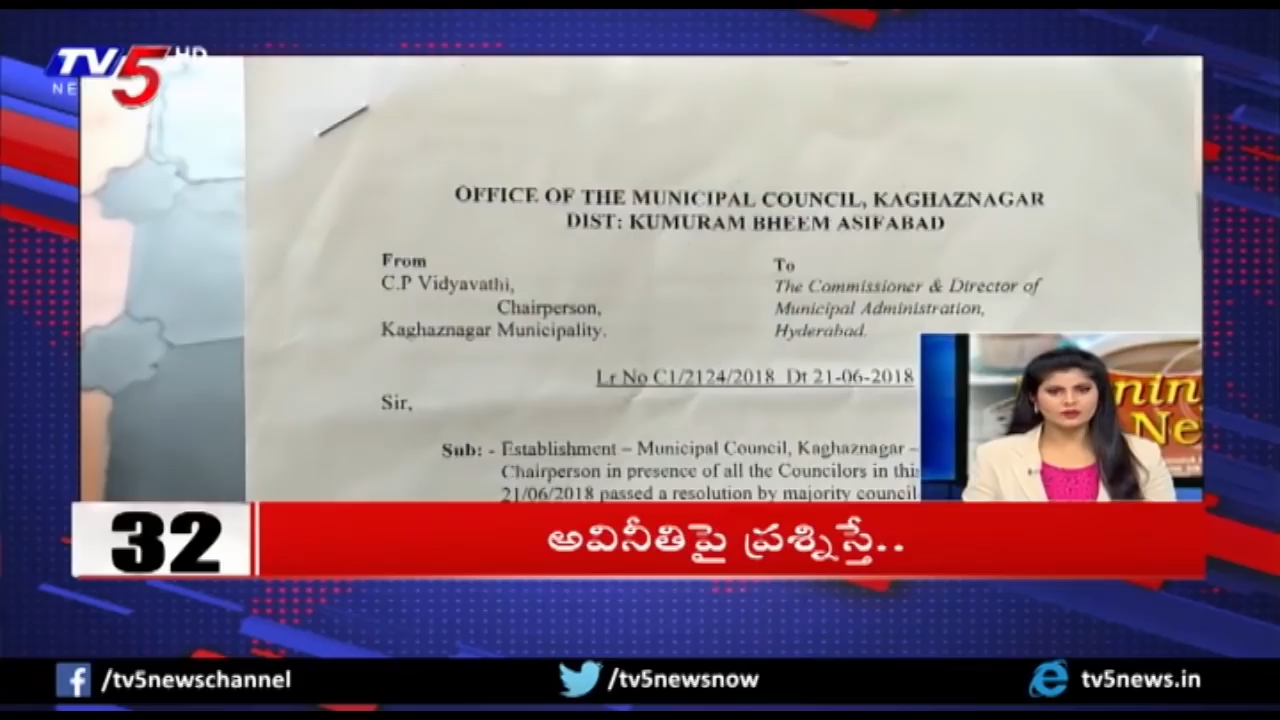 TV5 HD
NE
OFFICE OF THE MUNICIPAL COUNCIL, KAGHAZNAGAR
DIST: KUMURAM BHEEM ASIFABAD
From
C.P Vidyavathi,
Chairperson,
Kaghaznagar Municipality.
To
The Commissioner & Director of
Municipal Administration,
Hyderabad.
Lr No C1/2124/2018 Dt 21-06-2018
Sir,
Sub: - Establishment – Municipal Council, Kaghaznagar –
Chairperson in presence of all the Councilors in this
21/06/2018 passed a resolution by majority council
nin
Ne
32
అవినీతిపై ప్రశ్నిస్తే..
/tv5newschannel
/tv5newsnow
tv5news.in